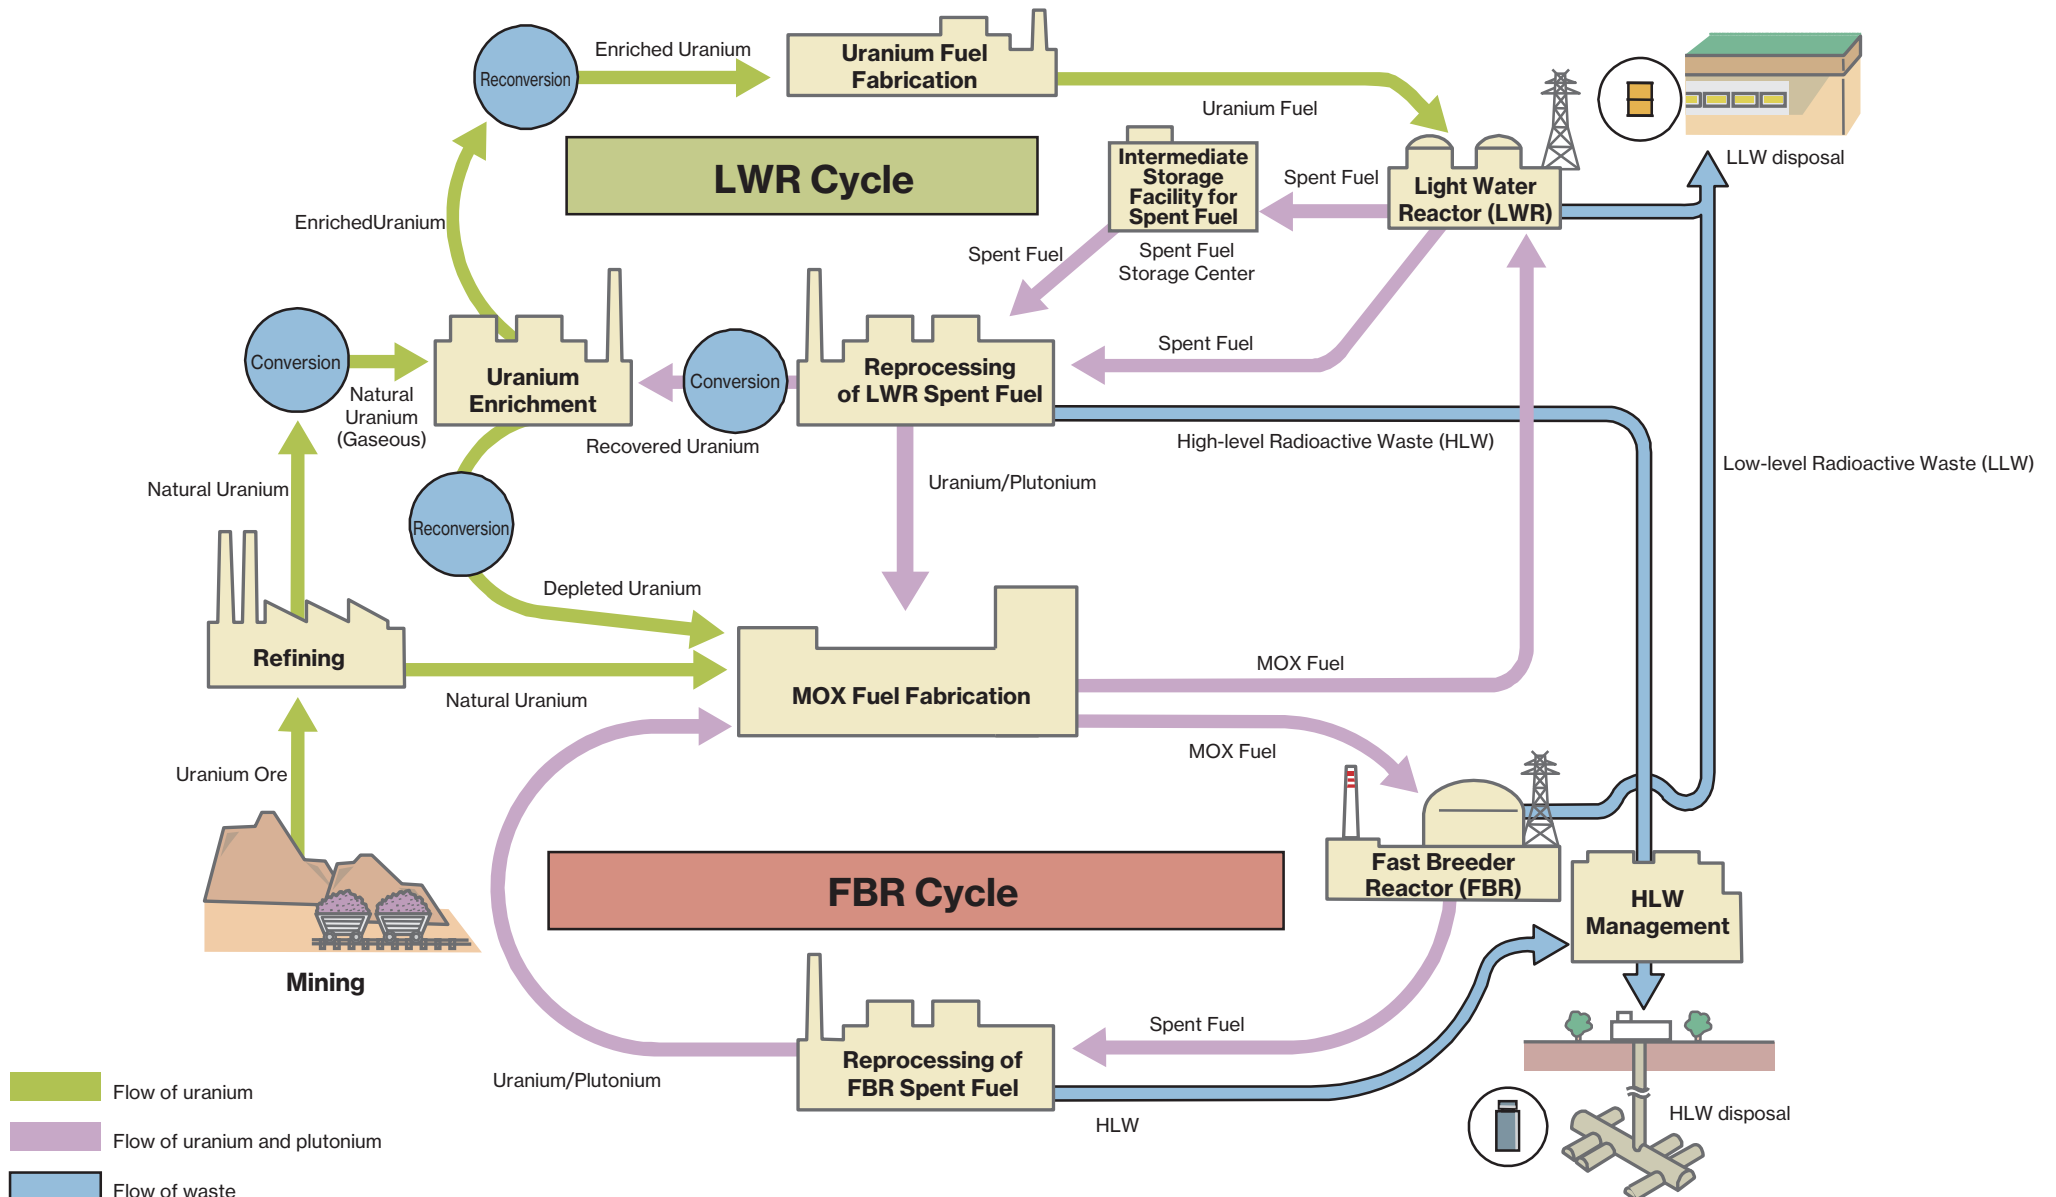 Enriched Uranium
Reconversion
Uranium Fuel
Fabrication
Uranium Fuel
LWR Cycle
Intermediate
Storage
Facility for
Spent Fuel
Spent Fuel
Storage Center
Spent Fuel
Light Water
Reactor (LWR)
LLW disposal
EnrichedUranium
Spent Fuel
Conversion
Natural
Uranium
(Gaseous)
Uranium
Enrichment
Conversion
Recovered Uranium
Reprocessing
of LWR Spent Fuel
Spent Fuel
High-level Radioactive Waste (HLW)
Low-level Radioactive Waste (LLW)
Natural Uranium
Reconversion
Uranium/Plutonium
Depleted Uranium
Refining
Natural Uranium
MOX Fuel Fabrication
MOX Fuel
MOX Fuel
Uranium Ore
Mining
FBR Cycle
Fast Breeder
Reactor (FBR)
HLW
Management
Spent Fuel
Reprocessing of
FBR Spent Fuel
Uranium/Plutonium
HLW
HLW disposal
Flow of uranium
Flow of uranium and plutonium
Flow of waste